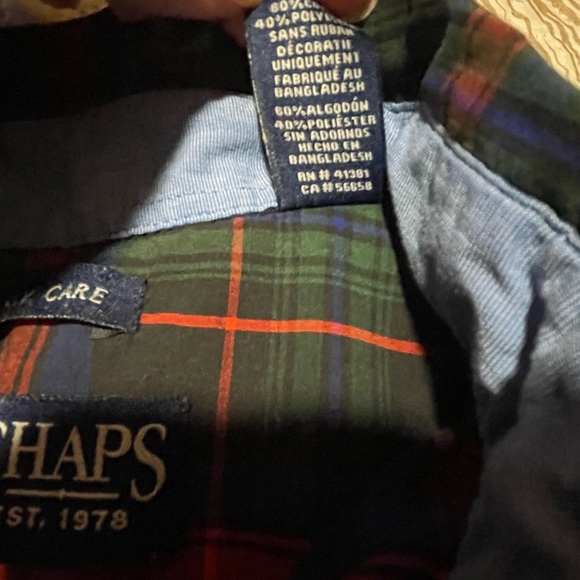 40%
SANS RUBAN
DÉCORATIF
UNIQUEMENT
FABRIQUÉ AU
BANGLADESH
60%ALGODÓN
40%POLIÉSTER
SIN ADORNOS
HECHO EN
BANGLADESH
RN # 41381
CA # 56658
CARE
CHAPS
EST. 1978